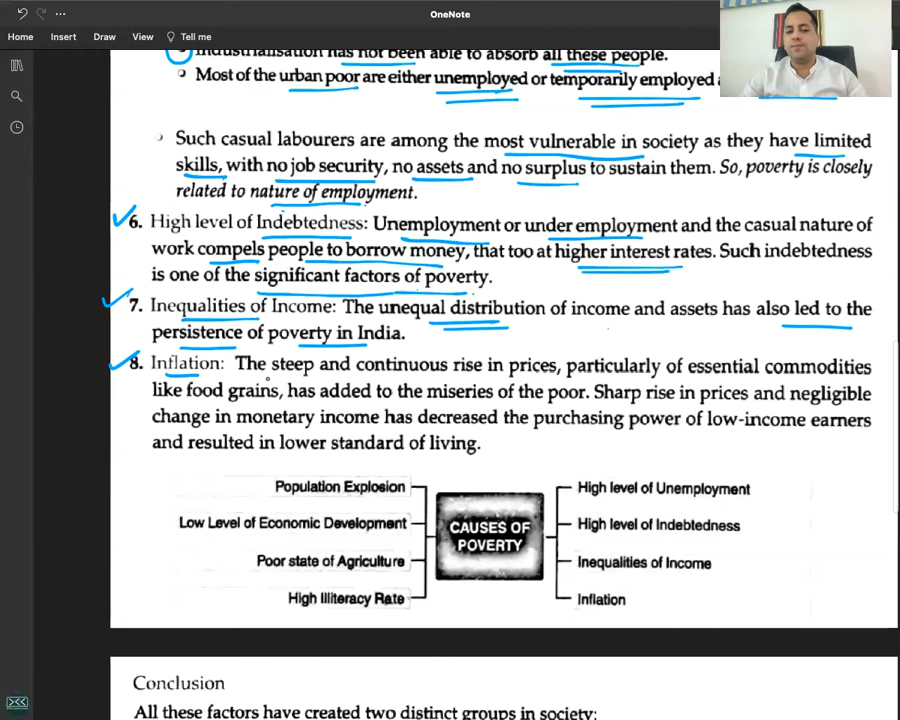 OneNote
Home Insert Draw View Tell me
Industrialisation has not been able to absorb all these people.
Most of the urban poor are either unemployed or temporarily employed
Such casual labourers are among the most vulnerable in society as they have limited
skills, with no job security, no assets and no surplus to sustain them. So, poverty is closely
related to nature of employment.
6. High level of Indebtedness: Unemployment or under employment and the casual nature of
work compels people to borrow money, that too at higher interest rates. Such indebtedness
is one of the significant factors of poverty.
7. Inequalities of Income: The unequal distribution of income and assets has also led to the
persistence of poverty in India.
8. Inflation: The steep and continuous rise in prices, particularly of essential commodities
like food grains, has added to the miseries of the poor. Sharp rise in prices and negligible
change in monetary income has decreased the purchasing power of low-income earners
and resulted in lower standard of living.
Population Explosion
Low Level of Economic Development
Poor state of Agriculture
High Illiteracy Rate
CAUSES OF
POVERTY
High level of Unemployment
High level of Indebtedness
Inequalities of Income
Inflation
Conclusion
All these factors have created two distinct groups in society: